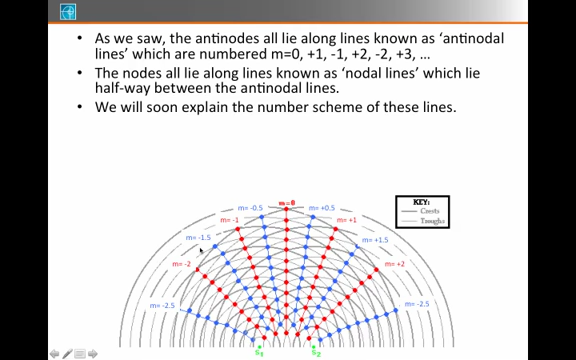 • As we saw, the antinodes all lie along lines known as ‘antinodal
lines’ which are numbered m=0, +1, -1, +2, -2, +3, …
• The nodes all lie along lines known as ‘nodal lines’ which lie
half-way between the antinodal lines.
• We will soon explain the number scheme of these lines.
m= -0.5
m=0
m=+0.5
KEY:
Crests
Troughs
m= -1
m=+1
m= -1.5
m=+1.5
m= -2
m= +2
m= -2.5
m= -2.5
S1
S2